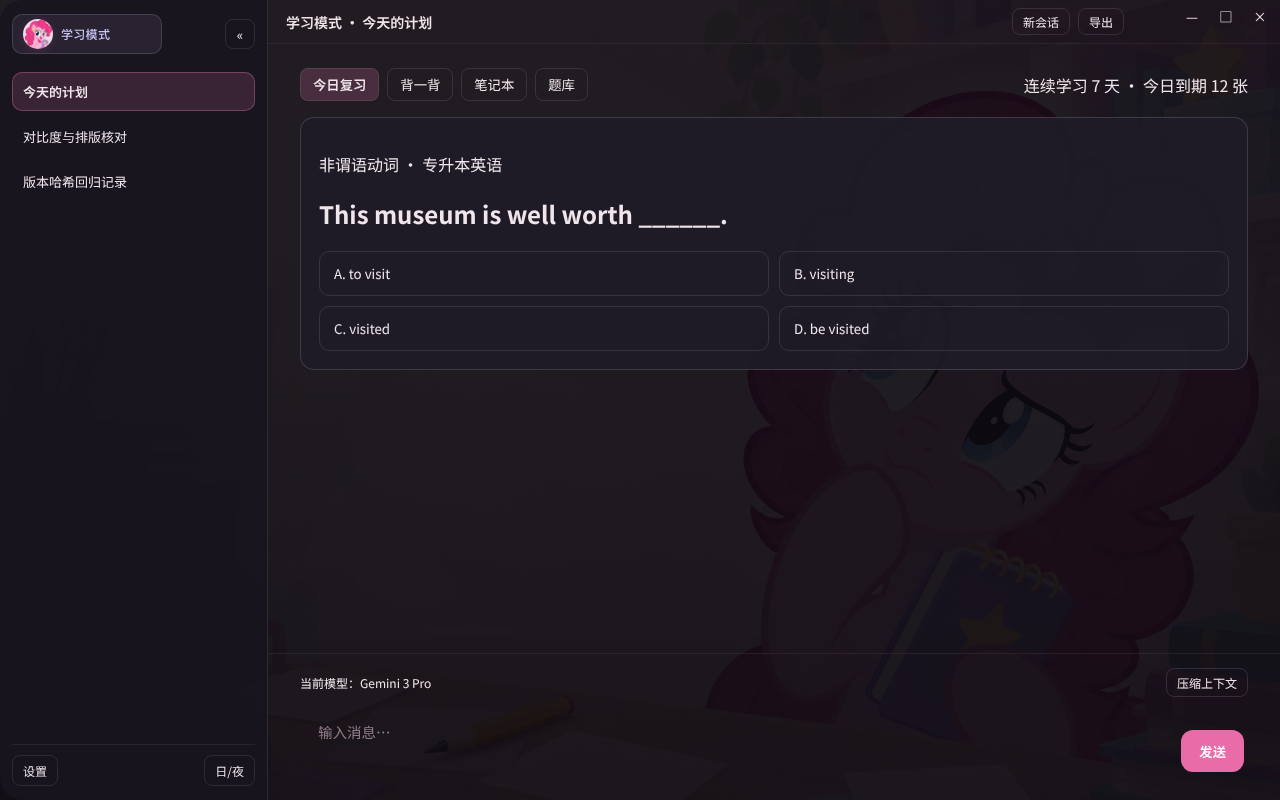 学习模式
«
今天的计划
对比度与排版核对
版本哈希回归记录
设置
日/夜
学习模式 · 今天的计划
新会话
导出
今日复习
背一背
笔记本
题库
连续学习 7 天 · 今日到期 12 张
非谓语动词 · 专升本英语
This museum is well worth ______.
A. to visit
B. visiting
C. visited
D. be visited
当前模型：Gemini 3 Pro
压缩上下文
输入消息…
发送